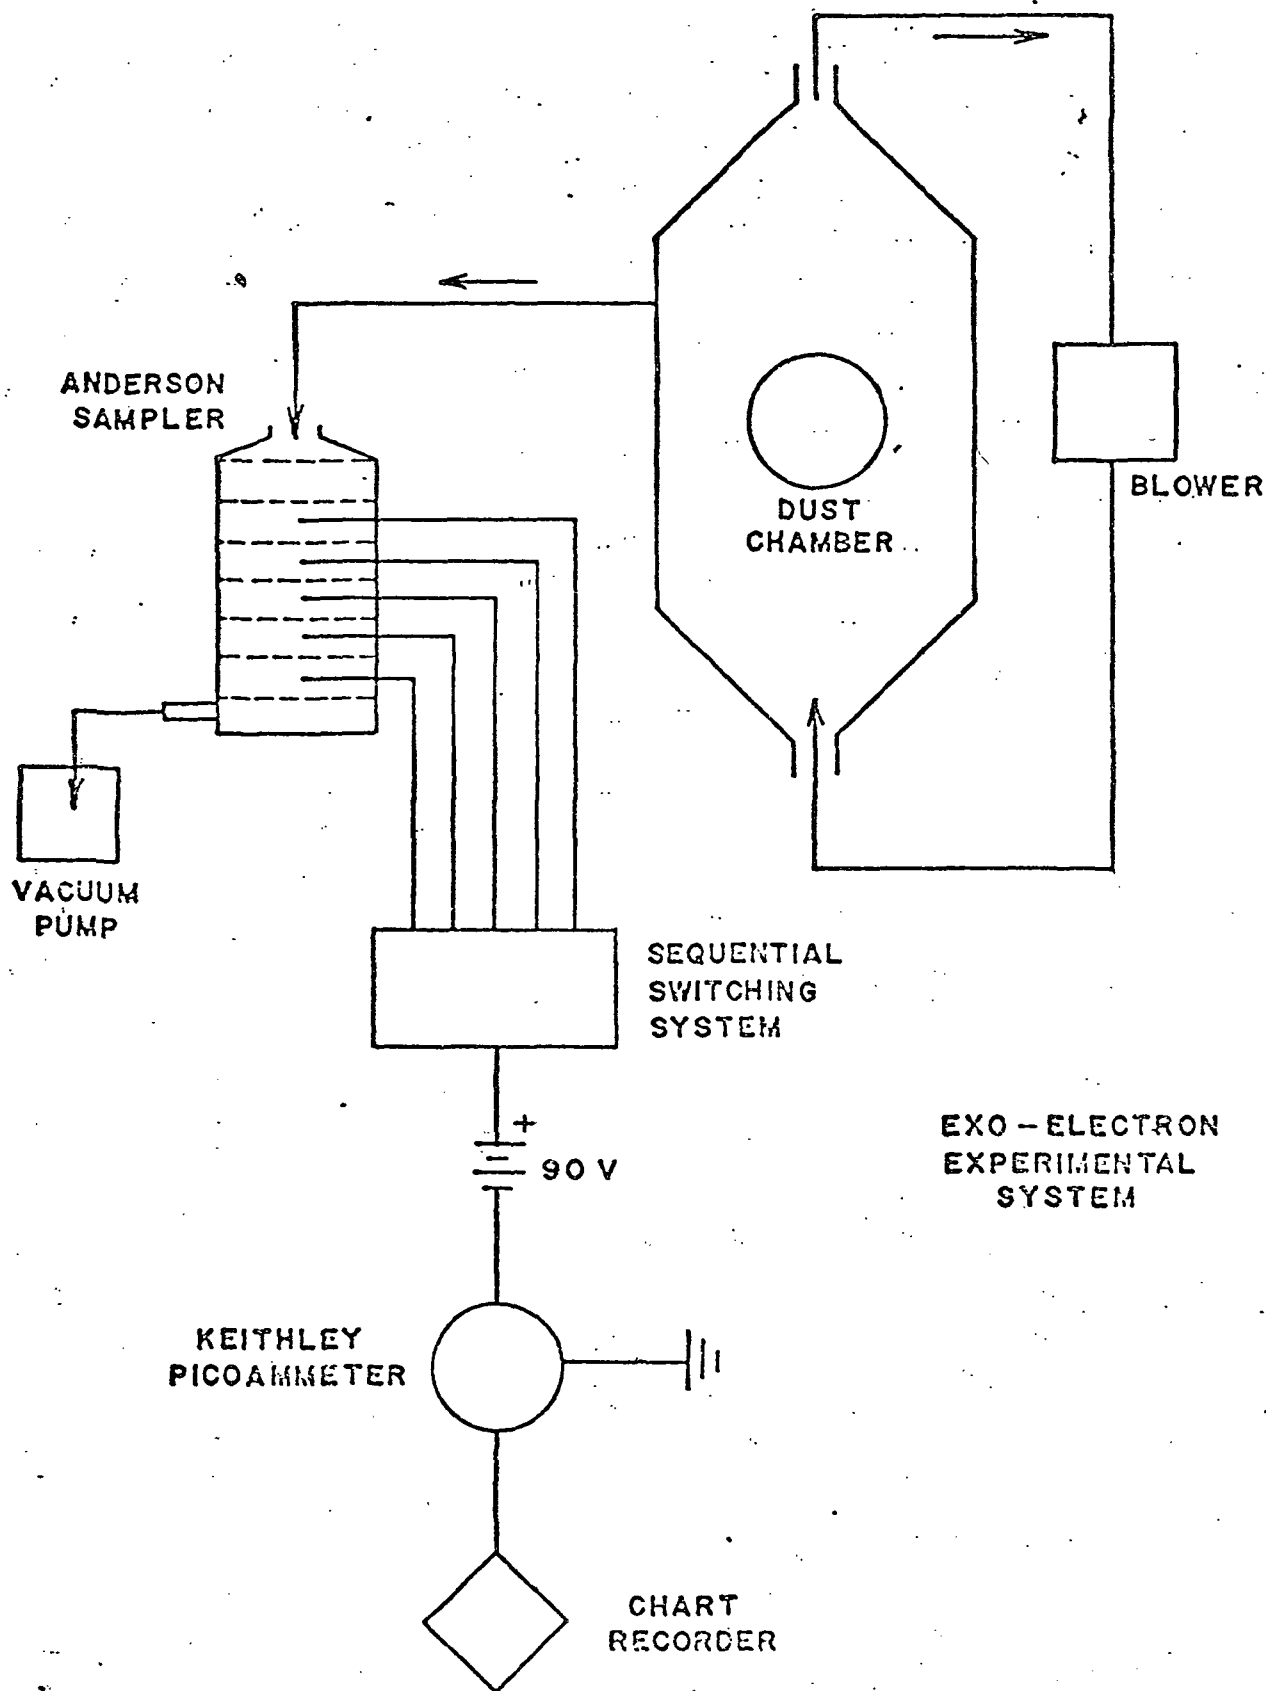 ANDERSON
SAMPLER
BLOWER
DUST
CHAMBER
VACUUM
PUMP
SEQUENTIAL
SWITCHING
SYSTEM
+
90 V
EXO-ELECTRON
EXPERIMENTAL
SYSTEM
KEITHLEY
PICOAMMETER
CHART
RECORDER